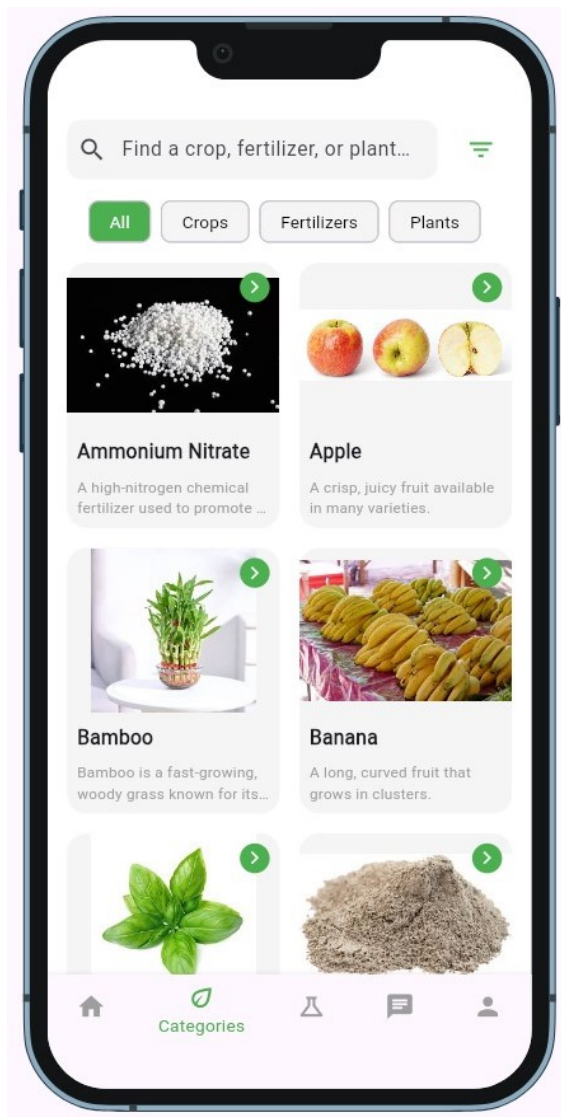 Find a crop, fertilizer, or plant...
All
Crops
Fertilizers
Plants
Ammonium Nitrate
A high-nitrogen chemical
fertilizer used to promote ...
Apple
A crisp, juicy fruit available
in many varieties.
Bamboo
Bamboo is a fast-growing,
woody grass known for its...
Banana
A long, curved fruit that
grows in clusters.
Categories